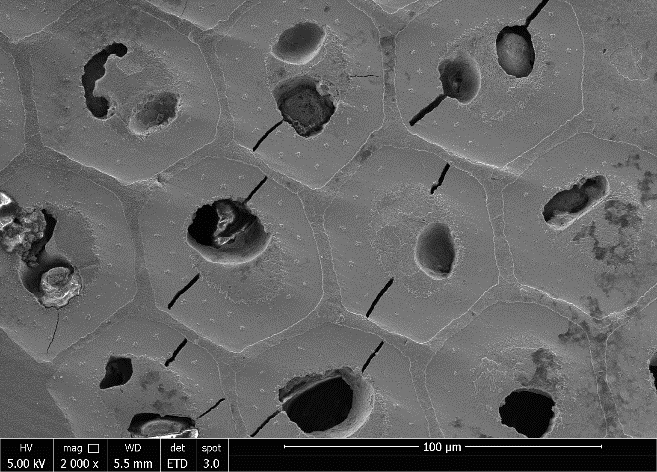 HV mag □ WD det spot
5.00 kV 2 000 x 5.5 mm ETD 3.0
100 µm